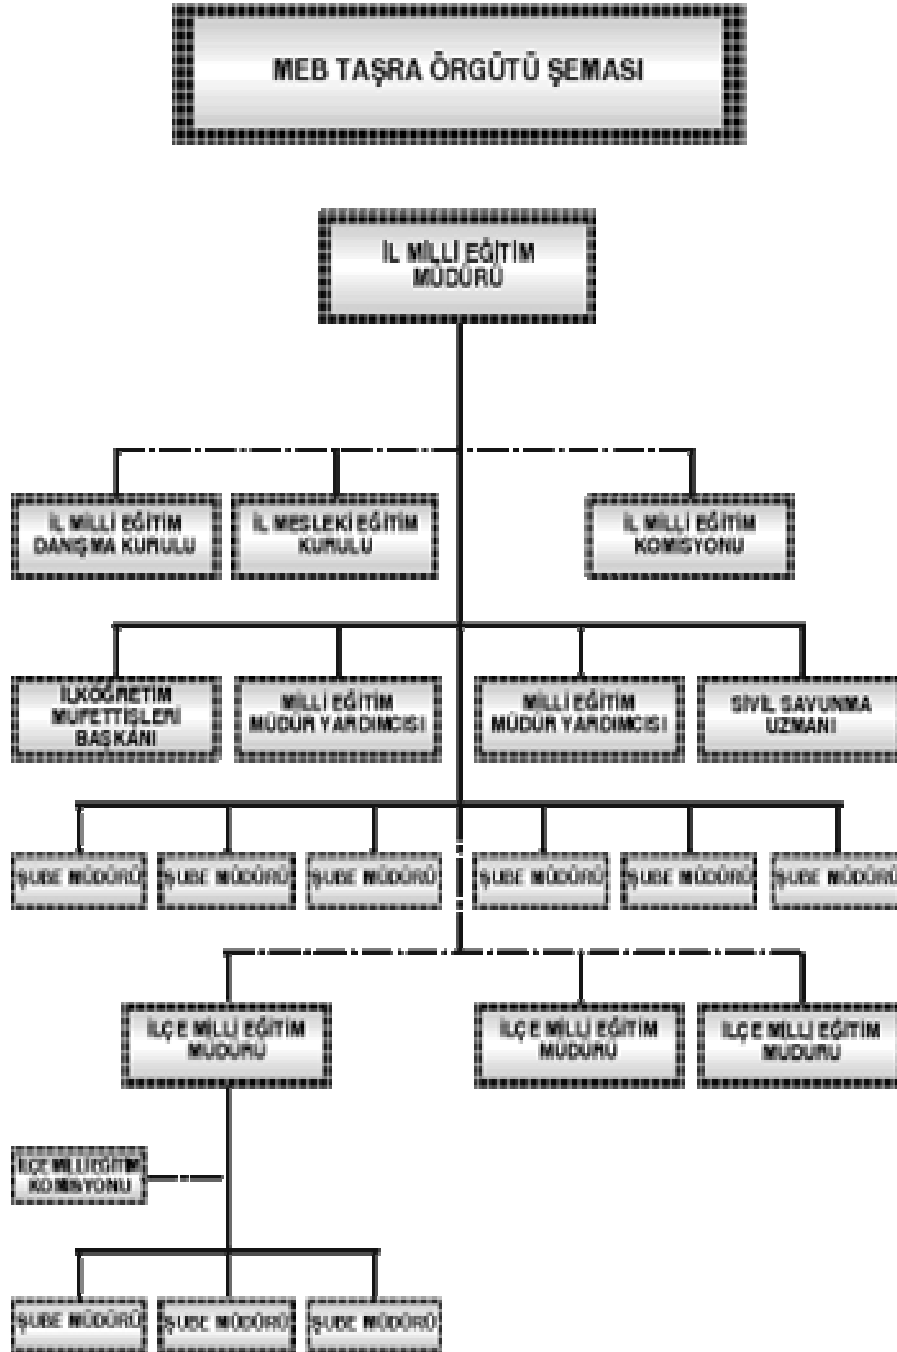 MEB TAŞRA ÖRGÜTÜ ŞEMASI
İL MİLLİ EĞİTİM
MÜDÜRÜ
İL MİLLİ EĞİTİM
DANIŞMA KURULU
İL MESLEKİ EĞİTİM
KURULU
İL MİLLİ EĞİTİM
KOMİSYONU
İLKÖĞRETİM
MÜFETTİŞLERİ
BAŞKANI
MİLLİ EĞİTİM
MÜDÜR YARDIMCISI
MİLLİ EĞİTİM
MÜDÜR YARDIMCISI
SİVİL SAVUNMA
UZMANI
ŞUBE MÜDÜRÜ
ŞUBE MÜDÜRÜ
ŞUBE MÜDÜRÜ
ŞUBE MÜDÜRÜ
ŞUBE MÜDÜRÜ
ŞUBE MÜDÜRÜ
İLÇE MİLLİ EĞİTİM
MÜDÜRÜ
İLÇE MİLLİ EĞİTİM
MÜDÜRÜ
İLÇE MİLLİ EĞİTİM
MÜDÜRÜ
İLÇE MİLLİ EĞİTİM
KOMİSYONU
ŞUBE MÜDÜRÜ
ŞUBE MÜDÜRÜ
ŞUBE MÜDÜRÜ